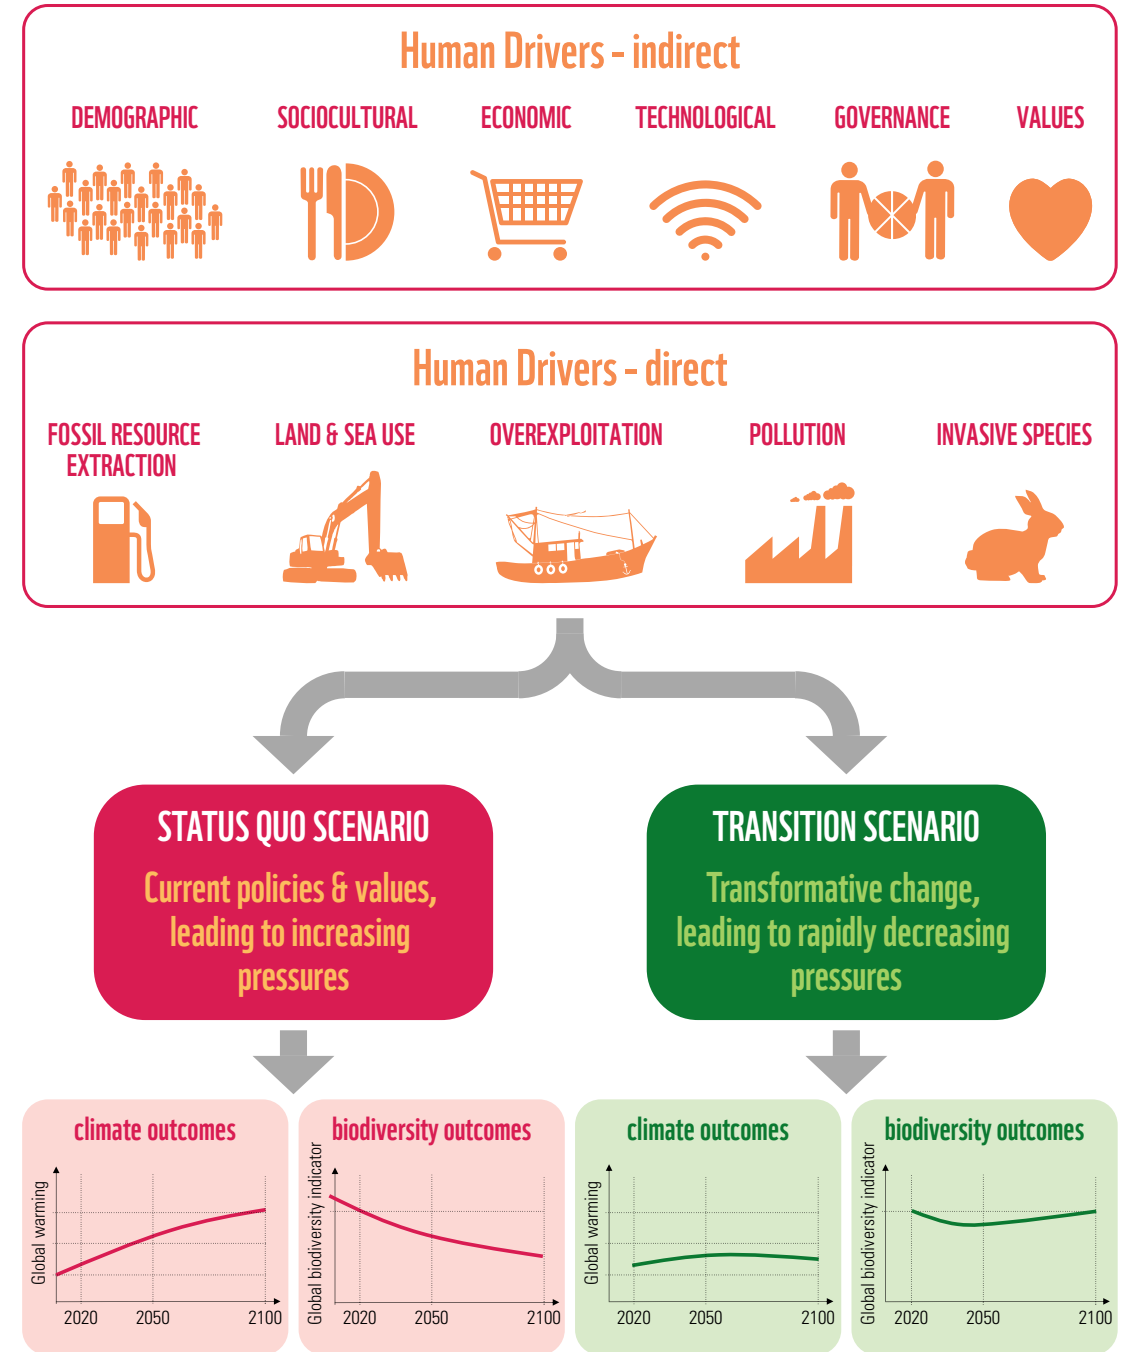 Human Drivers - indirect
DEMOGRAPHIC
SOCIOCULTURAL
ECONOMIC
TECHNOLOGICAL
GOVERNANCE
VALUES
Human Drivers - direct
FOSSIL RESOURCE
EXTRACTION
LAND & SEA USE
OVEREXPLOITATION
POLLUTION
INVASIVE SPECIES
STATUS QUO SCENARIO
Current policies & values,
leading to increasing
pressures
TRANSITION SCENARIO
Transformative change,
leading to rapidly decreasing
pressures
climate outcomes
Global warming
2020
2050
2100
biodiversity outcomes
Global biodiversity indicator
2020
2050
2100
climate outcomes
Global warming
2020
2050
2100
biodiversity outcomes
Global biodiversity indicator
2020
2050
2100